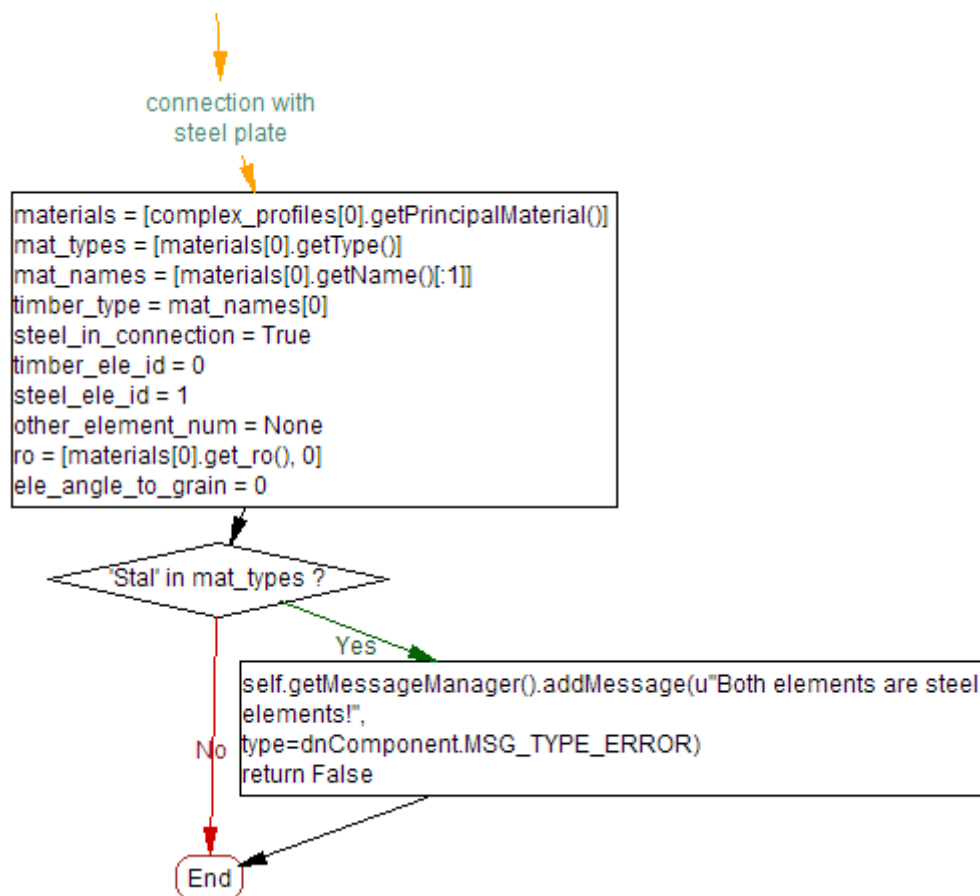 connection with
steel plate
materials = [complex_profiles[0].getPrincipalMaterial()]
mat_types = [materials[0].getType()]
mat_names = [materials[0].getName()[:1]]
timber_type = mat_names[0]
steel_in_connection = True
timber_ele_id = 0
steel_ele_id = 1
other_element_num = None
ro = [materials[0].get_ro(), 0]
ele_angle_to_grain = 0
'Stal' in mat_types ?
Yes
self.getMessageManager().addMessage(u"Both elements are steel
elements!",
type=dnComponent.MSG_TYPE_ERROR)
return False
No
End